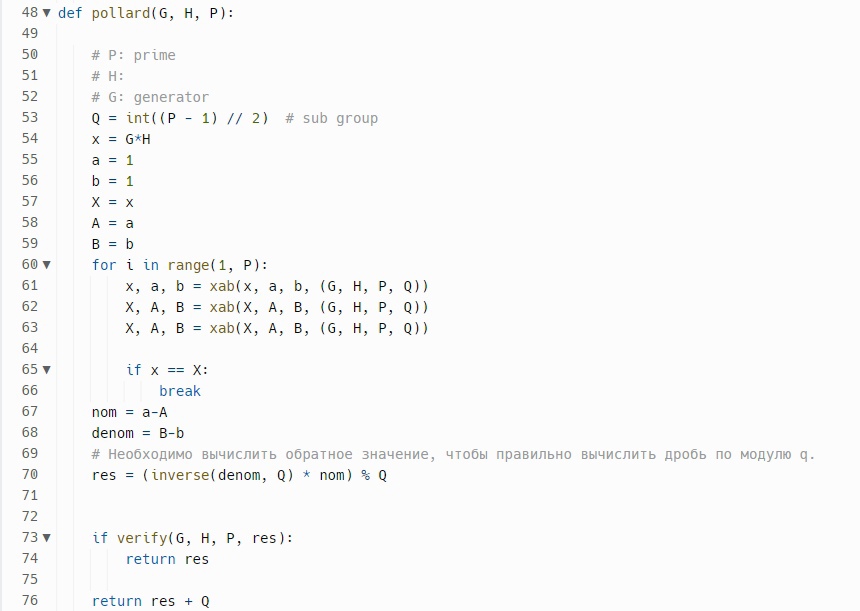 48 ▼ def pollard(G, H, P):
49
50     # P: prime
51     # H:
52     # G: generator
53     Q = int((P - 1) // 2)  # sub group
54     x = G*H
55     a = 1
56     b = 1
57     X = x
58     A = a
59     B = b
60 ▼     for i in range(1, P):
61         x, a, b = xab(x, a, b, (G, H, P, Q))
62         X, A, B = xab(X, A, B, (G, H, P, Q))
63         X, A, B = xab(X, A, B, (G, H, P, Q))
64
65 ▼         if x == X:
66             break
67     nom = a-A
68     denom = B-b
69     # Необходимо вычислить обратное значение, чтобы правильно вычислить дробь по модулю q.
70     res = (inverse(denom, Q) * nom) % Q
71
72
73 ▼     if verify(G, H, P, res):
74         return res
75
76     return res + Q